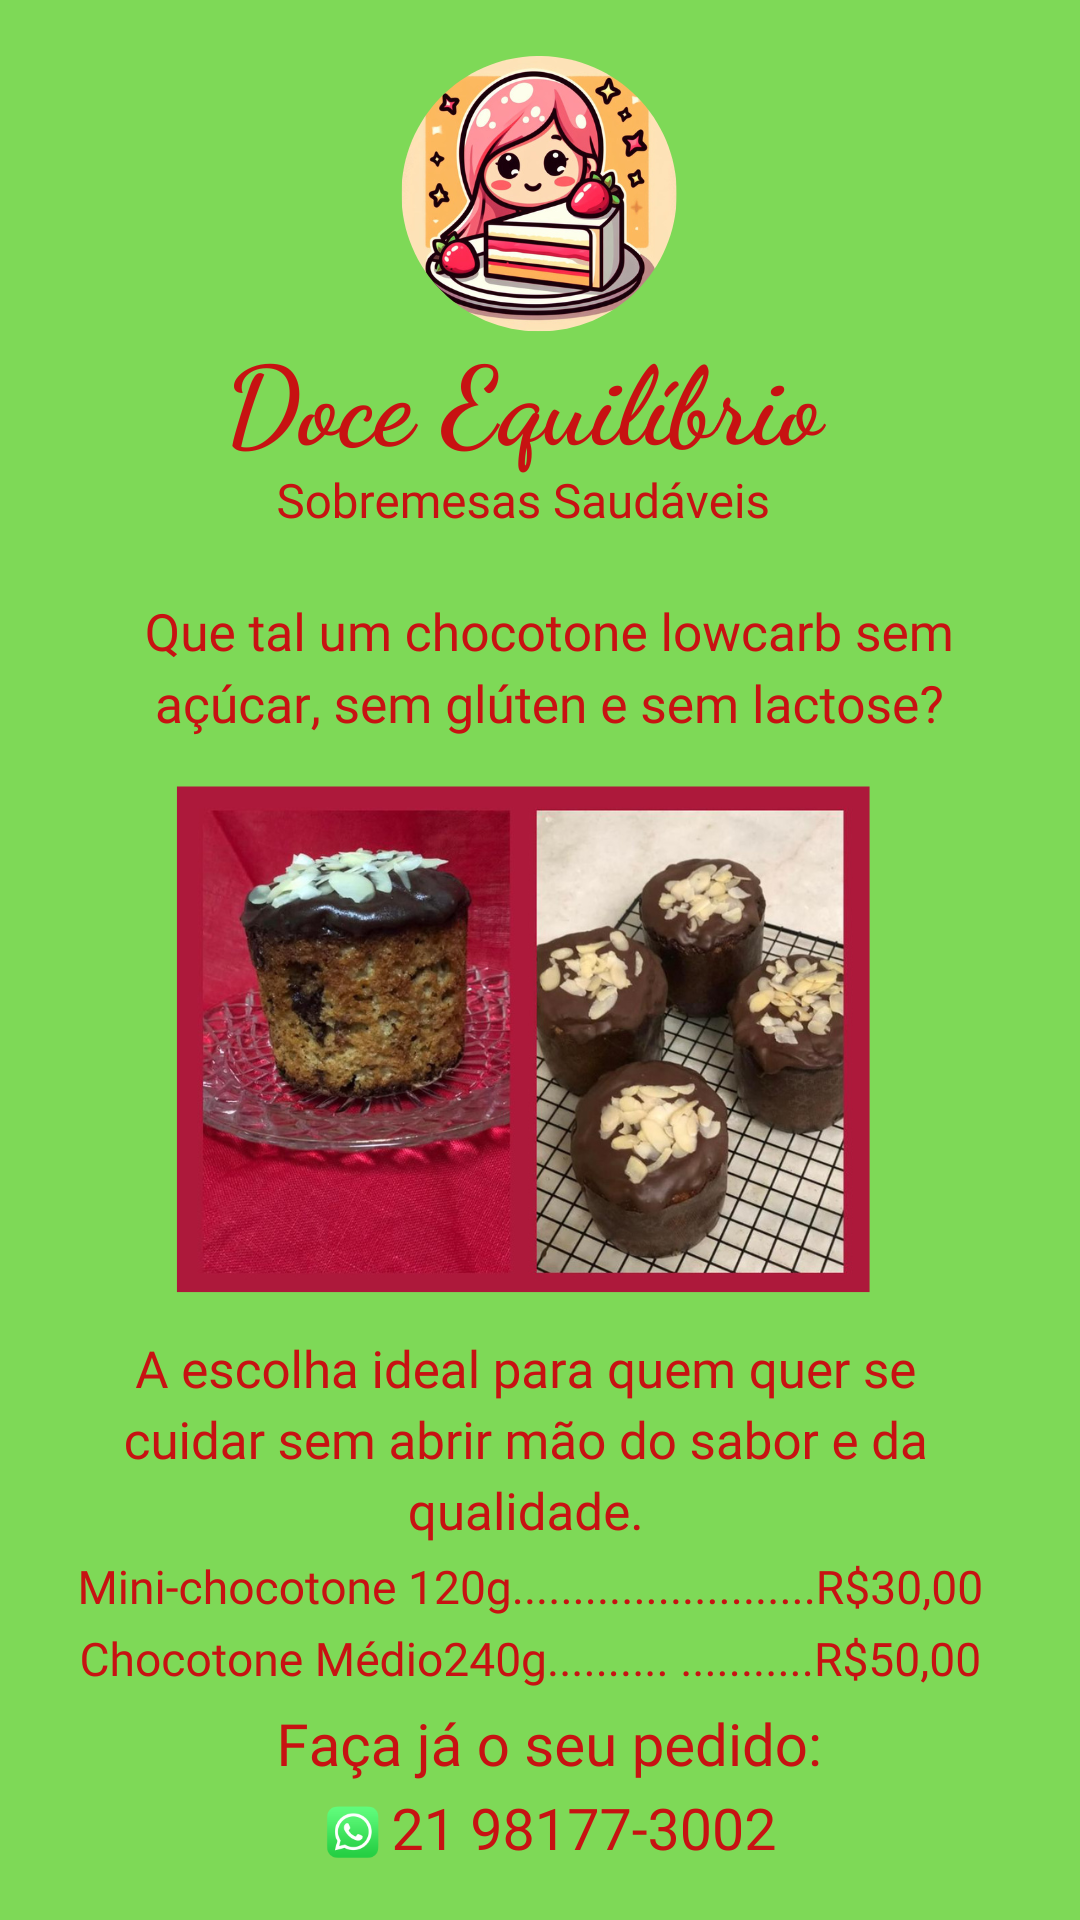 Doce Equilíbrio
Sobremesas Saudáveis
Que tal um chocotone lowcarb sem
açúcar, sem glúten e sem lactose?
A escolha ideal para quem quer se
cuidar sem abrir mão do sabor e da
qualidade.
Mini-chocotone 120g.........................R$30,00
Chocotone Médio240g.......... ...........R$50,00
Faça já o seu pedido:
21 98177-3002